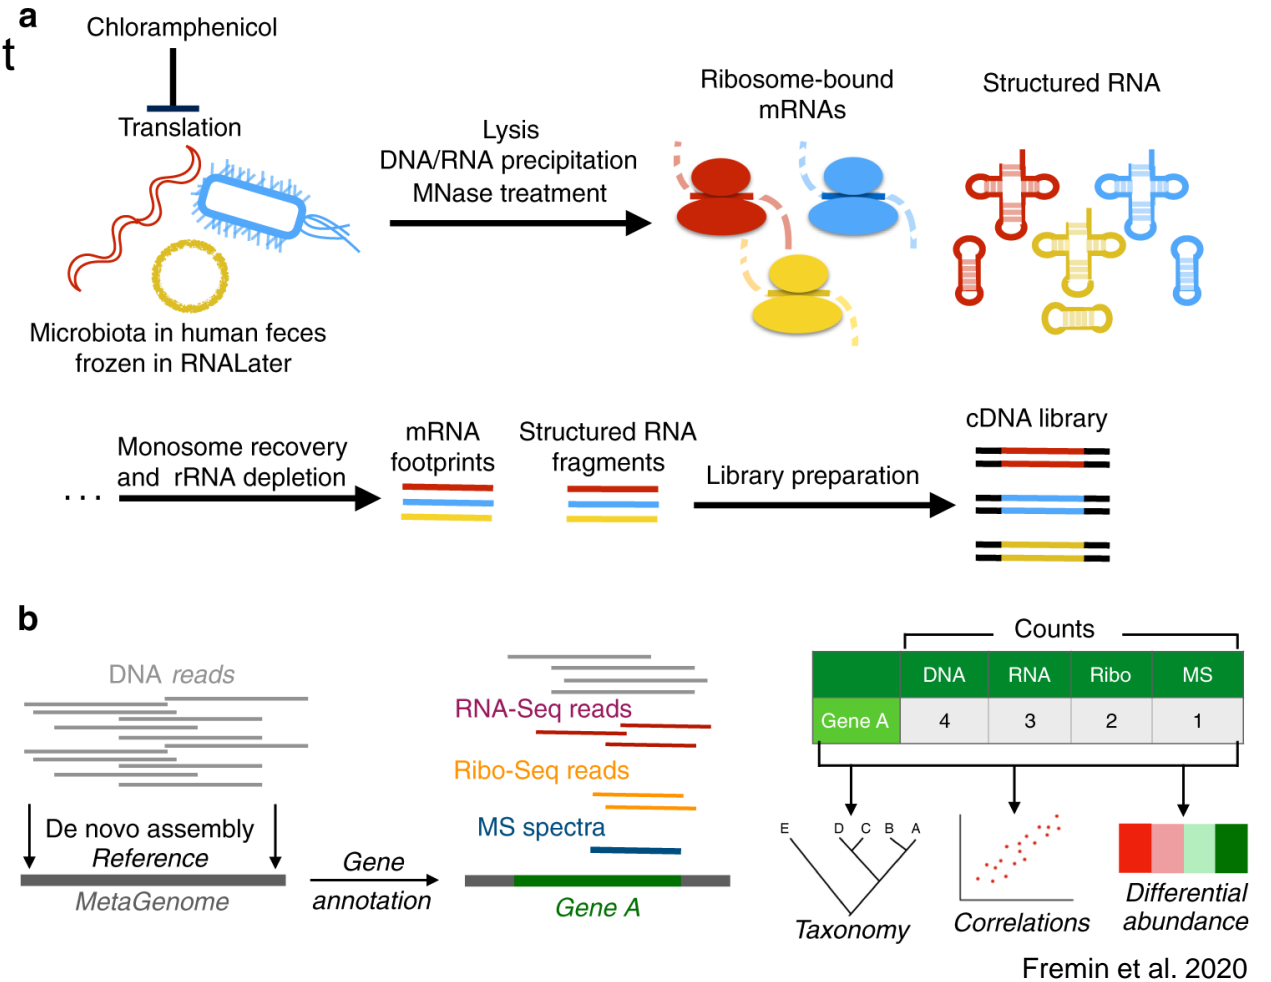 a
t
Chloramphenicol
Translation
Microbiota in human feces
frozen in RNALater
Lysis
DNA/RNA precipitation
MNase treatment
Ribosome-bound
mRNAs
Structured RNA
. . .
Monosome recovery
and rRNA depletion
mRNA
footprints
Structured RNA
fragments
Library preparation
cDNA library
b
DNA reads
De novo assembly
Reference
MetaGenome
Gene
annotation
RNA-Seq reads
Ribo-Seq reads
MS spectra
Gene A
Counts
DNA RNA Ribo MS
Gene A 4 3 2 1
E D C B A
Taxonomy
Correlations
Differential
abundance
Fremin et al. 2020